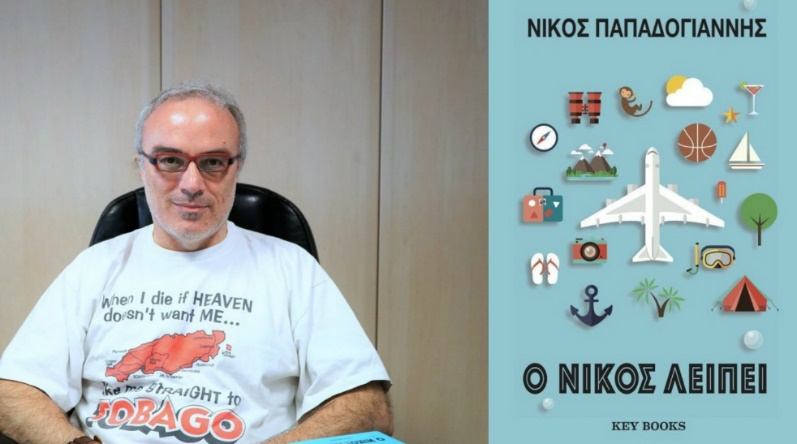 When I die if HEAVEN
doesn't want ME...
me STRAIGHT to
TOBAGO
ΝΙΚΟΣ ΠΑΠΑΔΟΓΙΑΝΝΗΣ
Ο ΝΙΚΟΣ ΛΕΙΠΕΙ
KEY BOOKS